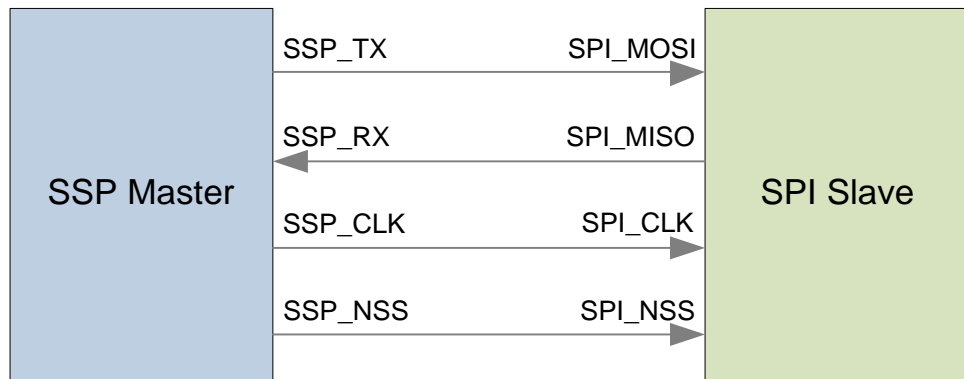 SSP_TX SPI_MOSI
SSP_RX SPI_MISO
SSP Master SPI Slave
SSP_CLK SPI_CLK
SSP_NSS SPI_NSS